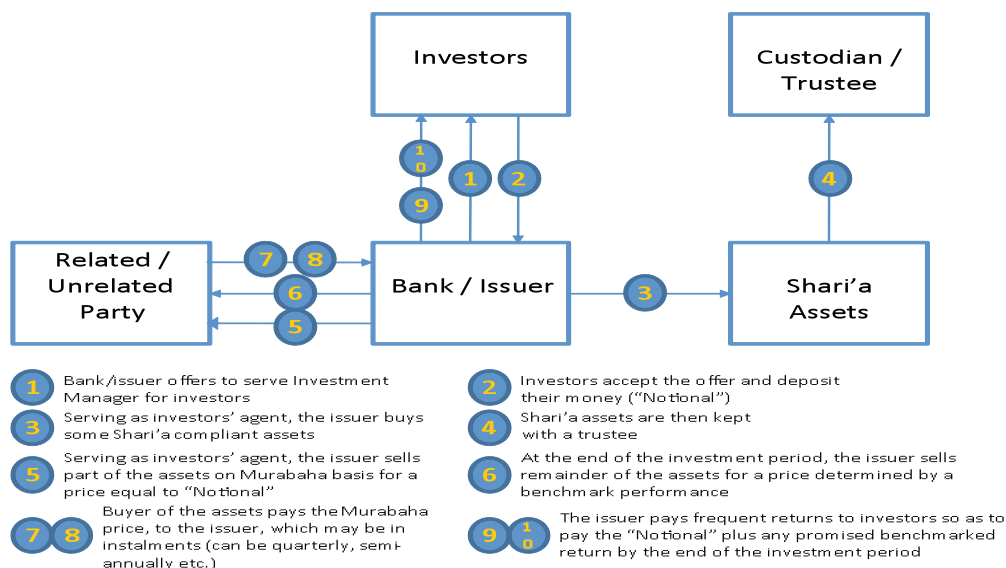 Investors
Custodian /
Trustee
1
0
1
2
4
9
Related /
Unrelated
Party
7
8
6
5
Bank / Issuer
3
Shari’a
Assets
1
Bank/issuer offers to serve Investment
Manager for investors
2
Investors accept the offer and deposit
their money (“Notional”)
3
Serving as investors’ agent, the issuer buys
some Shari’a compliant assets
4
Shari’a assets are then kept
with a trustee
5
Serving as investors’ agent, the issuer sells
part of the assets on Murabaha basis for a
price equal to “Notional”
6
At the end of the investment period, the issuer sells
remainder of the assets for a price determined by a
benchmark performance
7 8
Buyer of the assets pays the Murabaha
price, to the issuer, which may be in
instalments (can be quarterly, semi-
annually etc.)
9
1
0
The issuer pays frequent returns to investors so as to
pay the “Notional” plus any promised benchmarked
return by the end of the investment period